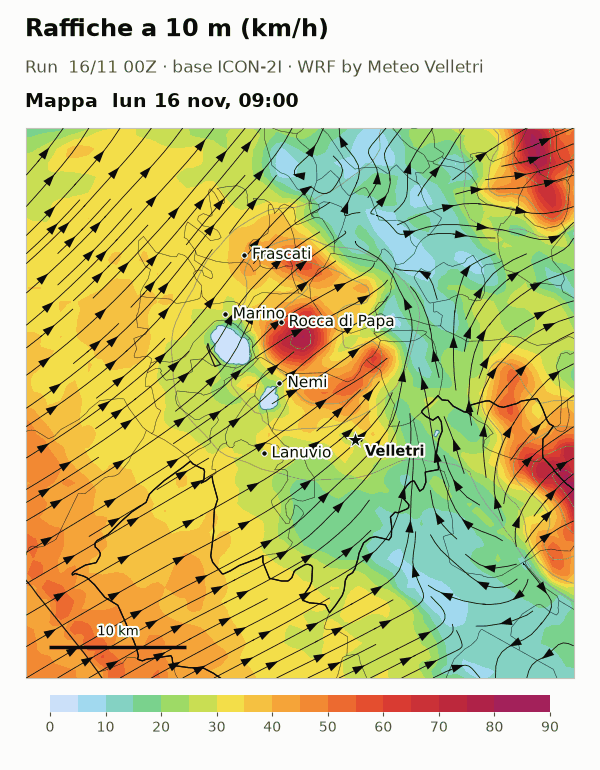 Raffiche a 10 m (km/h)
Run  16/11 00Z · base ICON-2I · WRF by Meteo Velletri
Mappa  lun 16 nov, 09:00
Frascati
Marino
Rocca di Papa
Nemi
Lanuvio
Velletri
10 km
0 10 20 30 40 50 60 70 80 90